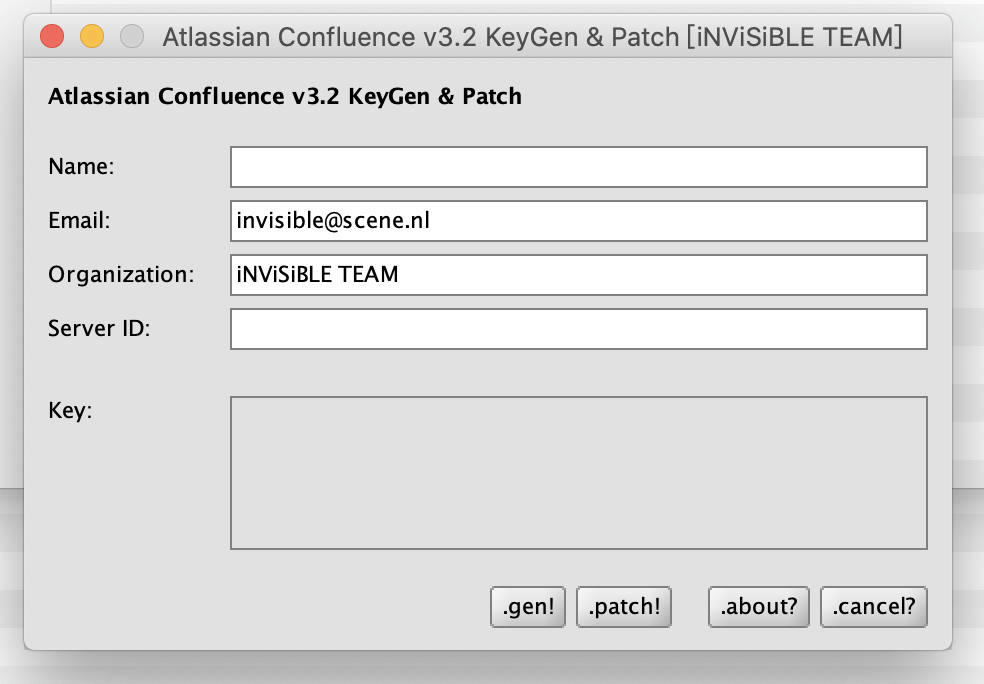 Atlassian Confluence v3.2 KeyGen & Patch [iNViSiBLE TEAM]
Atlassian Confluence v3.2 KeyGen & Patch
Name:
Email: invisible@scene.nl
Organization: iNViSiBLE TEAM
Server ID:
Key:
.gen! .patch! .about? .cancel?